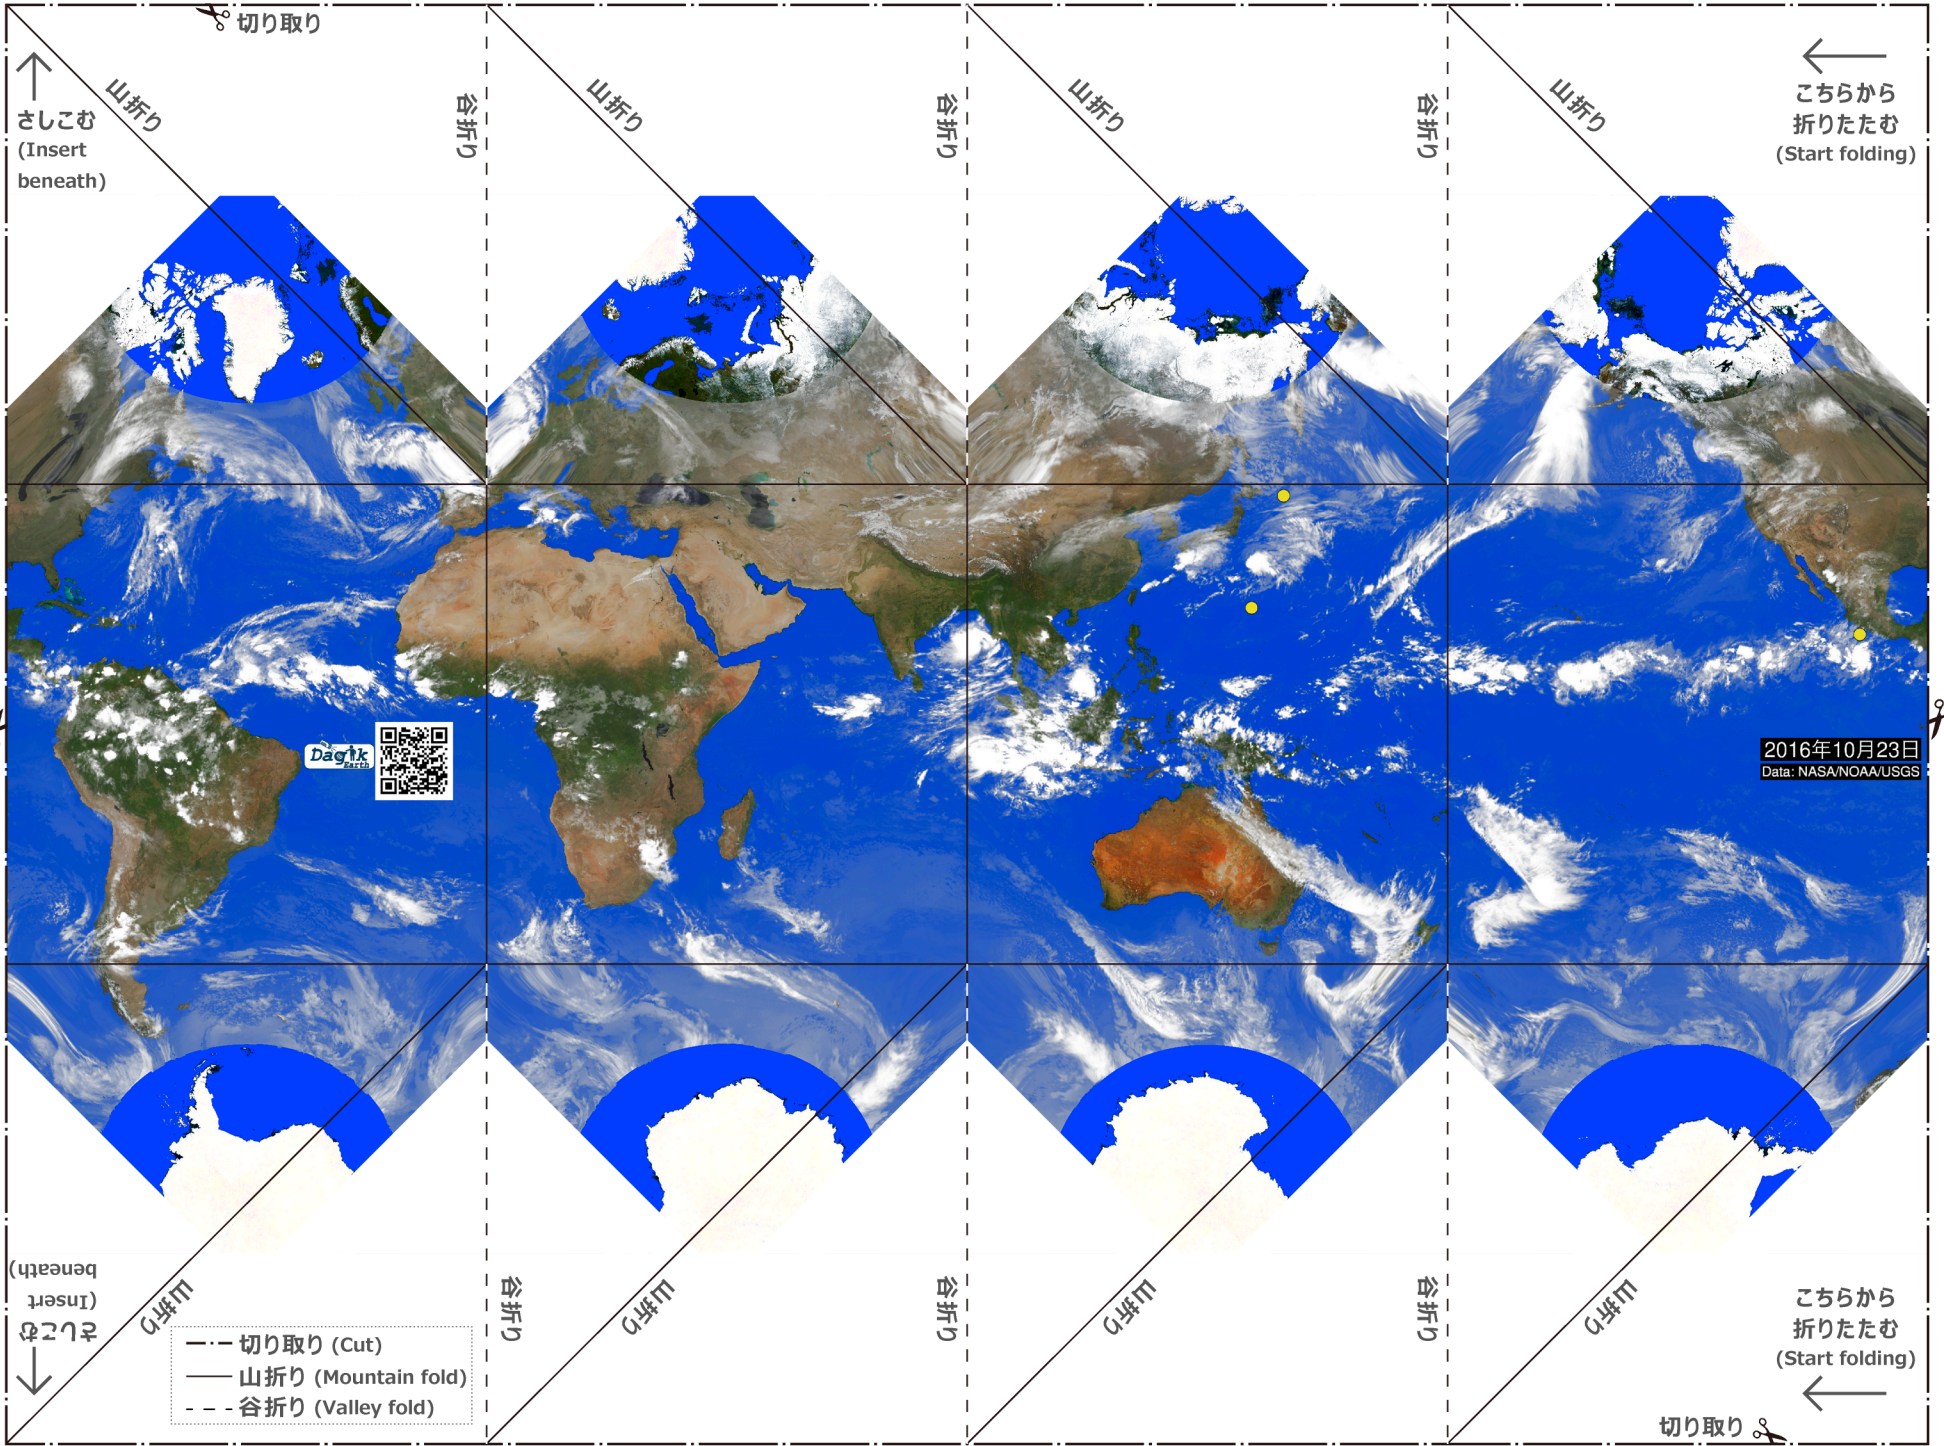 切り取り
山折り
谷折り
山折り
谷折り
山折り
谷折り
山折り
さしこむ
(Insert
beneath)
こちらから
折りたたむ
(Start folding)
Dagik
Earth
2016年10月23日
Data: NASA/NOAA/USGS
さしこむ
(Insert
beneath)
山折り
谷折り
山折り
谷折り
山折り
谷折り
山折り
こちらから
折りたたむ
(Start folding)
切り取り (Cut)
山折り (Mountain fold)
谷折り (Valley fold)
切り取り